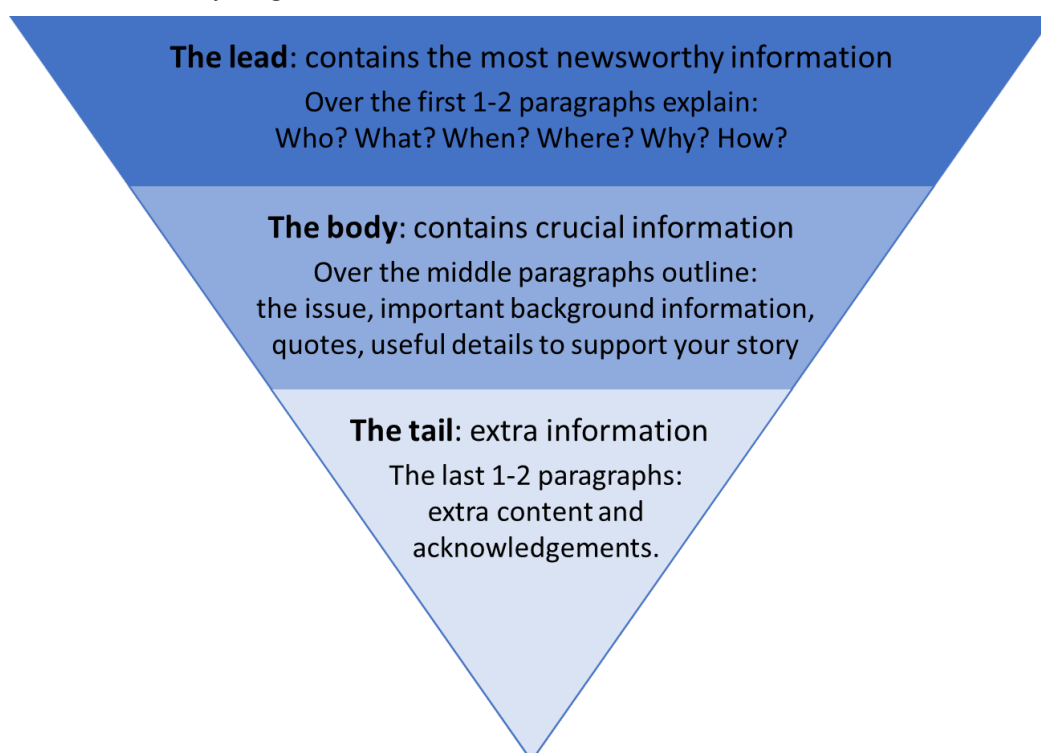 The lead: contains the most newsworthy information
Over the first 1-2 paragraphs explain:
Who? What? When? Where? Why? How?
The body: contains crucial information
Over the middle paragraphs outline:
the issue, important background information,
quotes, useful details to support your story
The tail: extra information
The last 1-2 paragraphs:
extra content and
acknowledgements.